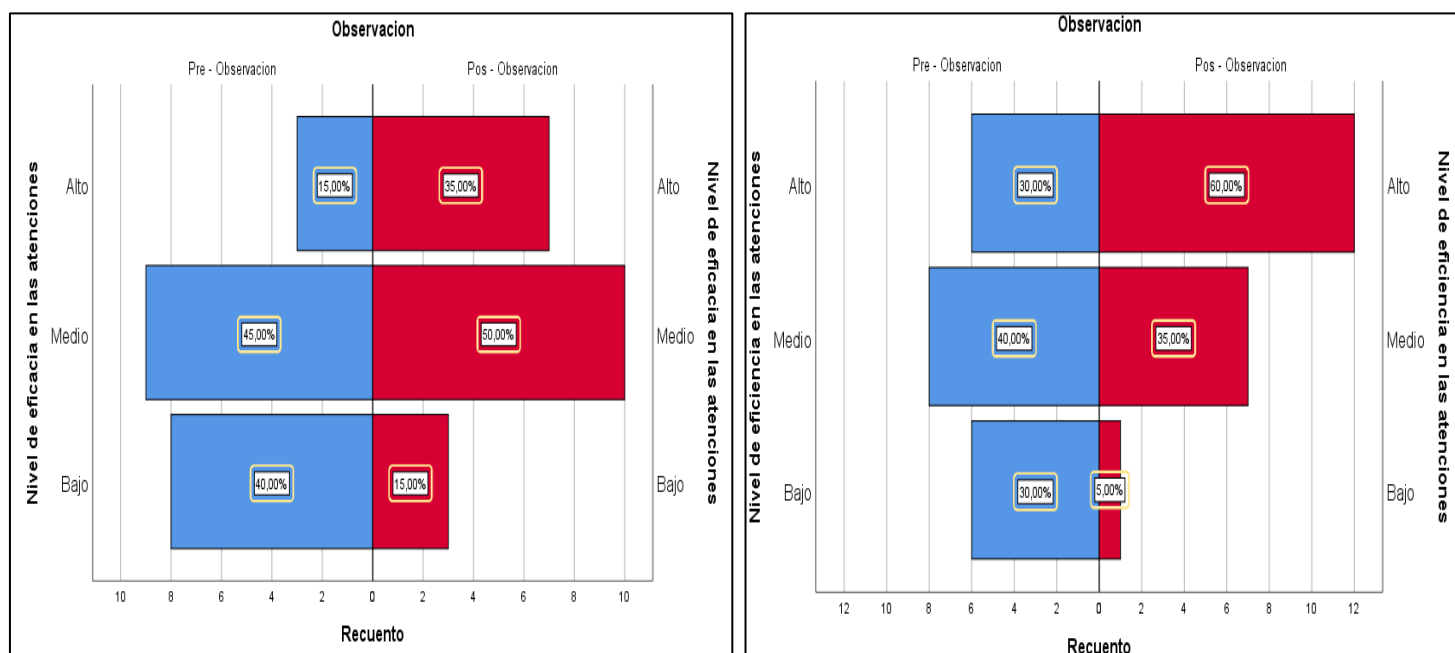 Observacion
Pre - Observacion
Pos - Observacion
Nivel de eficacia en las atenciones
Alto
15,00%
35,00%
Alto
Medio
45,00%
50,00%
Medio
Bajo
40,00%
15,00%
Bajo
Nivel de eficacia en las atenciones
10 8 6 4 2 0 2 4 6 8 10
Recuento
Observacion
Pre - Observacion
Pos - Observacion
Nivel de eficiencia en las atenciones
Alto
30,00%
60,00%
Alto
Medio
40,00%
35,00%
Medio
Bajo
30,00%
5,00%
Bajo
Nivel de eficiencia en las atenciones
12 10 8 6 4 2 0 2 4 6 8 10 12
Recuento